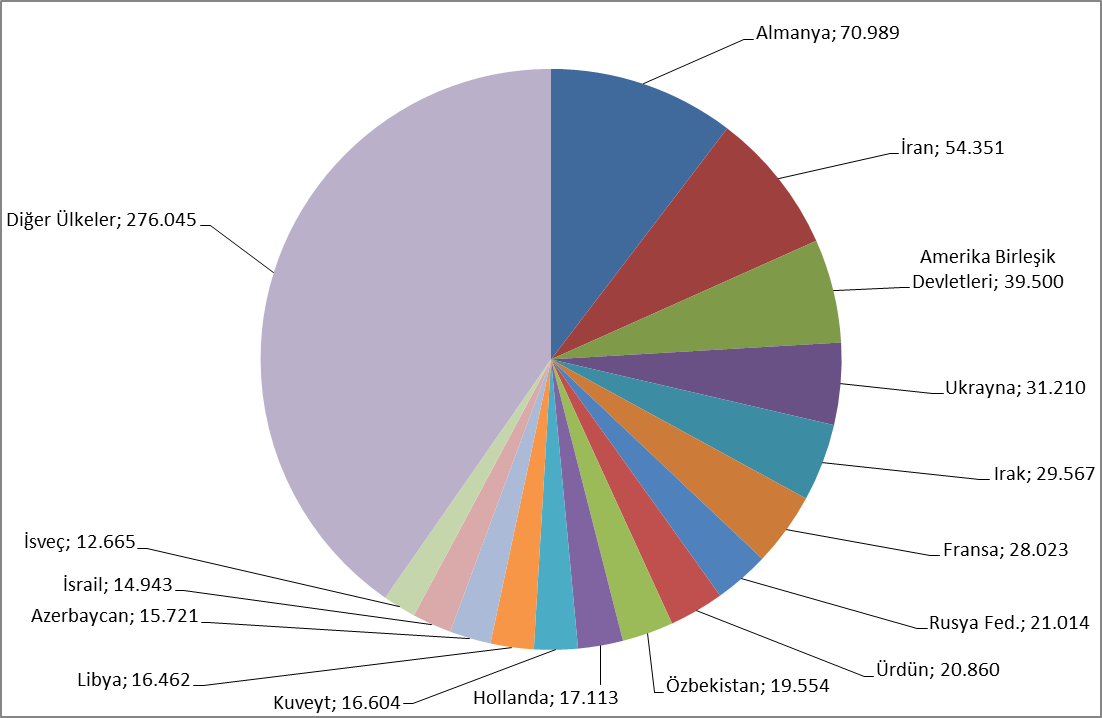 Almanya; 70.989
İran; 54.351
Amerika Birleşik
Devletleri; 39.500
Ukrayna; 31.210
Irak; 29.567
Fransa; 28.023
Rusya Fed.; 21.014
Ürdün; 20.860
Özbekistan; 19.554
Hollanda; 17.113
Kuveyt; 16.604
Libya; 16.462
Azerbaycan; 15.721
İsrail; 14.943
İsveç; 12.665
Diğer Ülkeler; 276.045